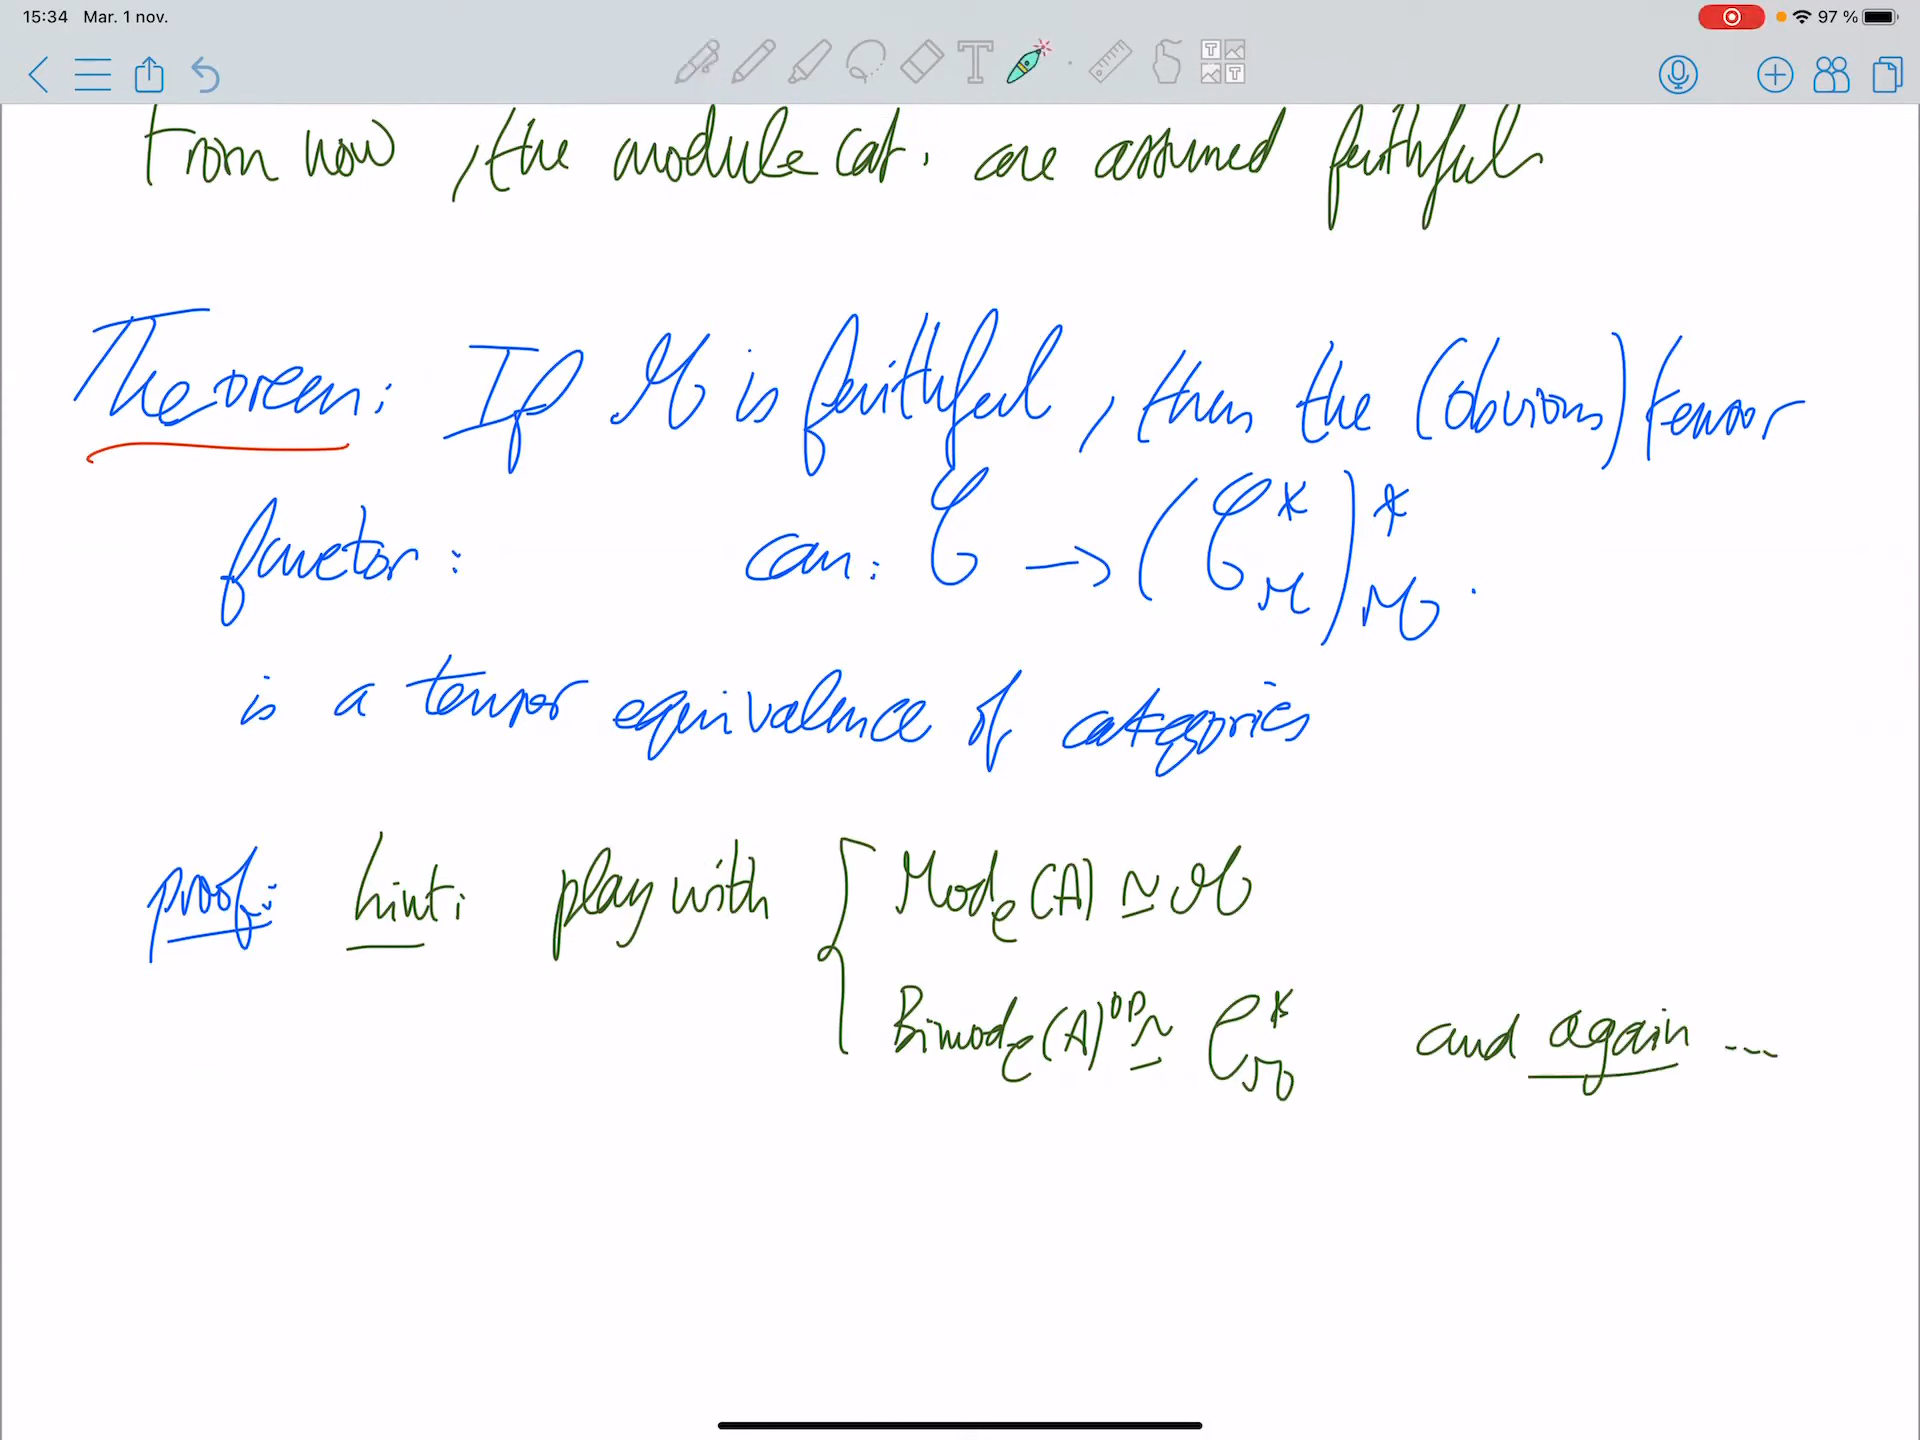 15:34 Mar. 1 nov. 97 %
From now, the module cat. are assumed faithful
Theorem: If M is faithful, then the (obvious) tensor
functor: can: C → (C*_M)*_M.
is a tensor equivalence of categories
proof: hint: play with { Mod_C(A) ≃ M
Bimod_C(A)^op ≃ C*_M and again ...